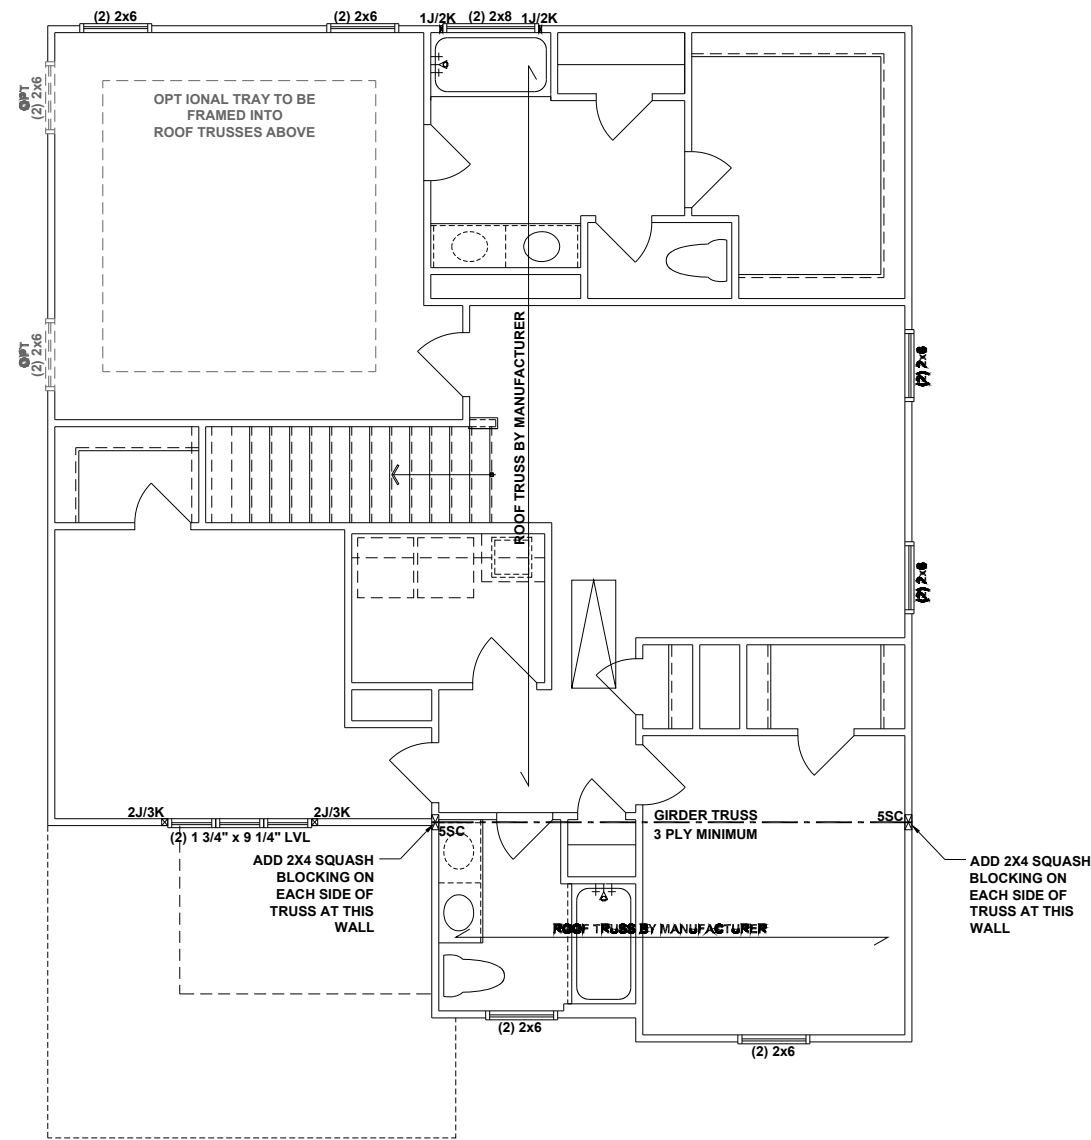 (2) 2x6
(2) 2x6
1J/2K
(2) 2x8
1J/2K
OPT
(2) 2x6
OPT IONAL TRAY TO BE
FRAMED INTO
ROOF TRUSSES ABOVE
OPT
(2) 2x6
ROOF TRUSS BY MANUFACTURER
(2) 2x6
(2) 2x6
2J/3K
2J/3K
(2) 1 3/4" x 9 1/4" LVL
5SC
GIRDER TRUSS
3 PLY MINIMUM
5SC
ADD 2X4 SQUASH
BLOCKING ON
EACH SIDE OF
TRUSS AT THIS
WALL
ADD 2X4 SQUASH
BLOCKING ON
EACH SIDE OF
TRUSS AT THIS
WALL
ROOF TRUSS BY MANUFACTURER
(2) 2x6
(2) 2x6